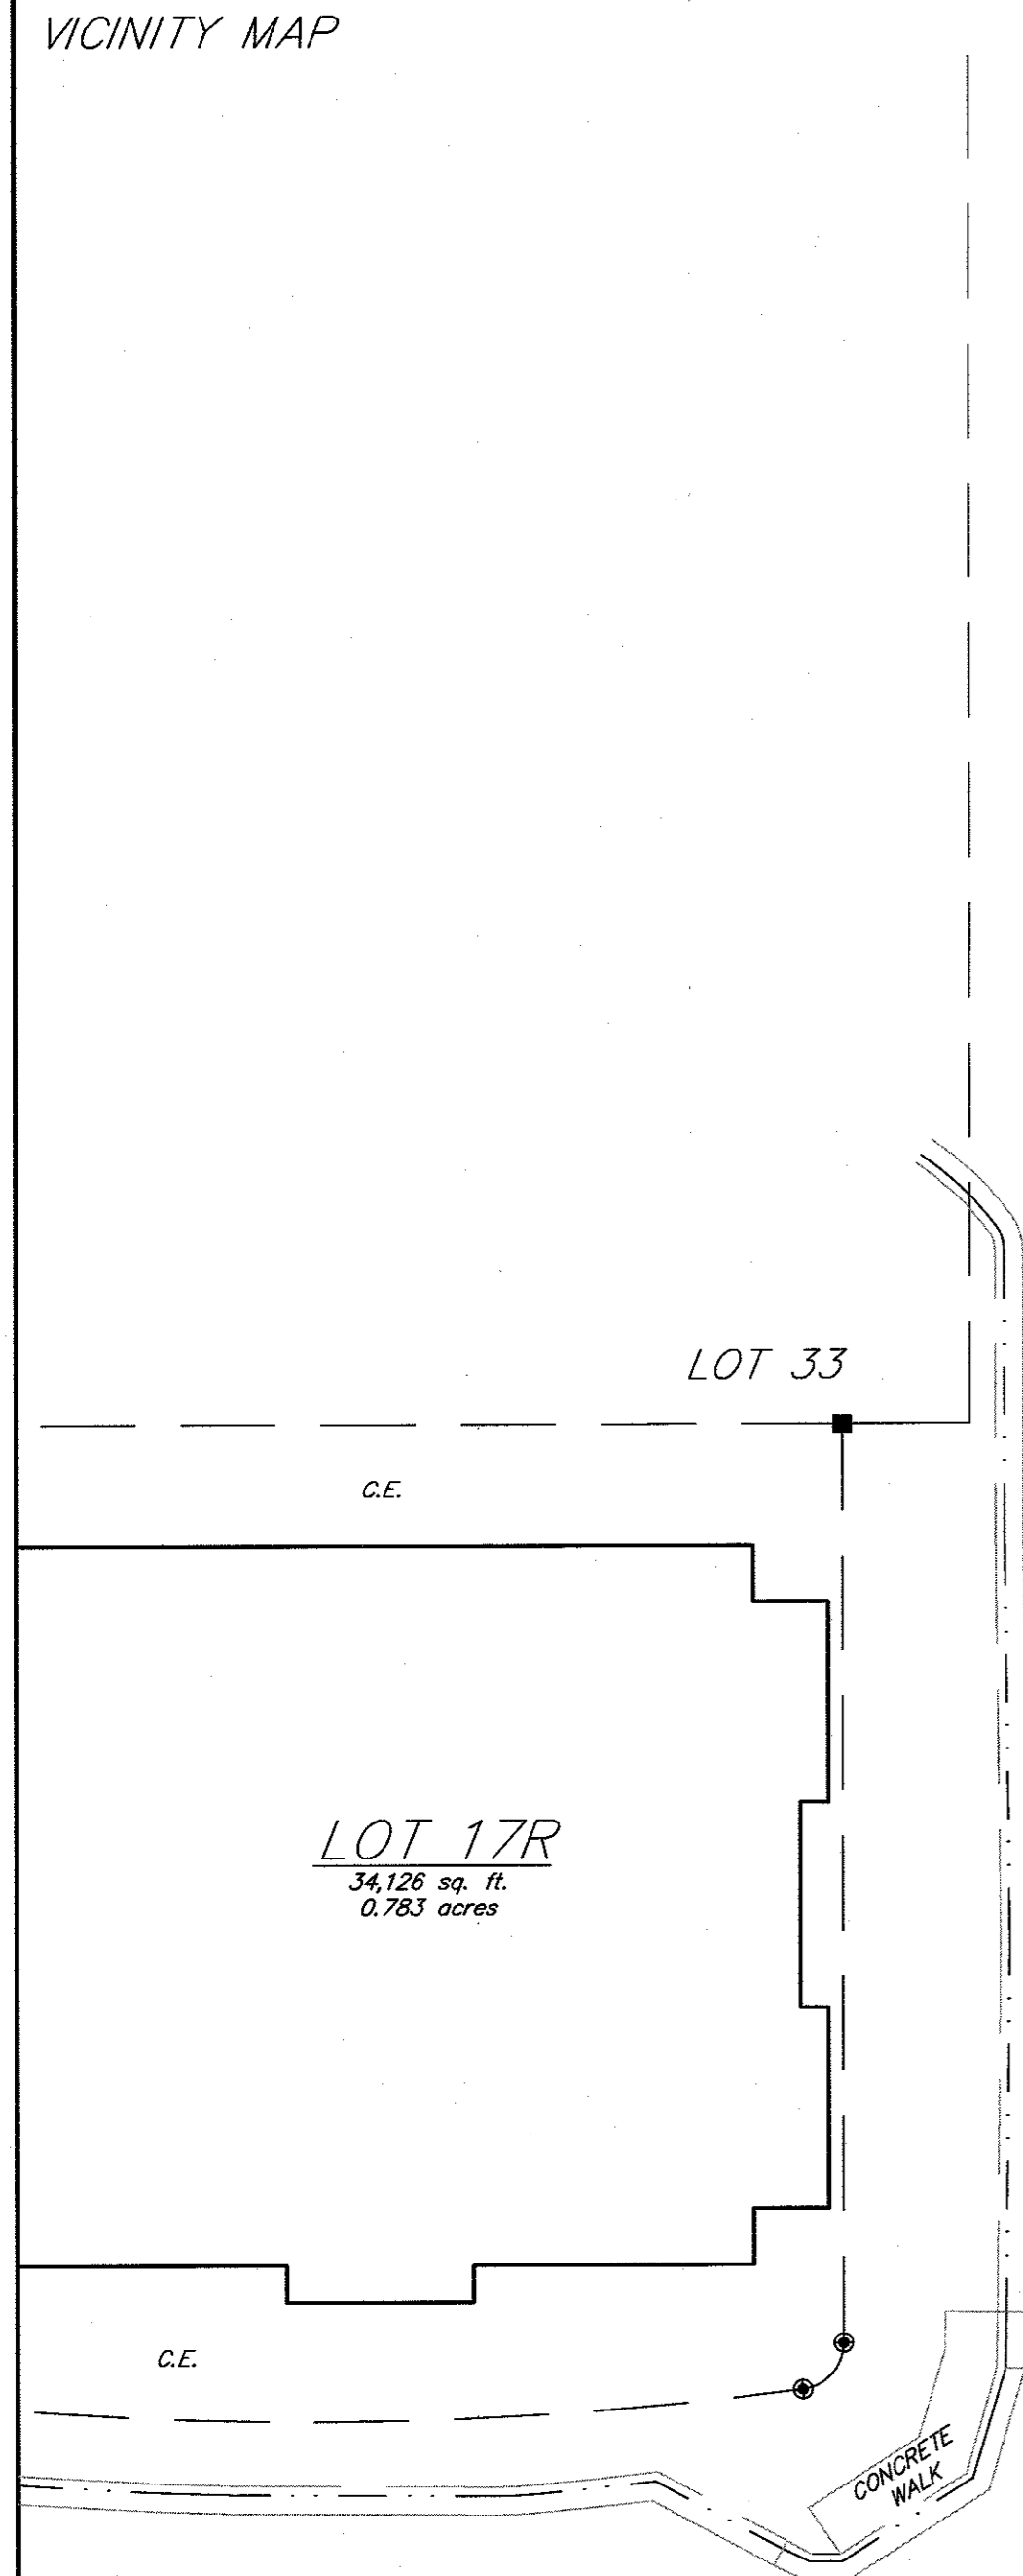 VICINITY MAP
LOT 33
C.E.
LOT 17R
34,126 sq. ft.
0.783 acres
C.E.
CONCRETE
WALK